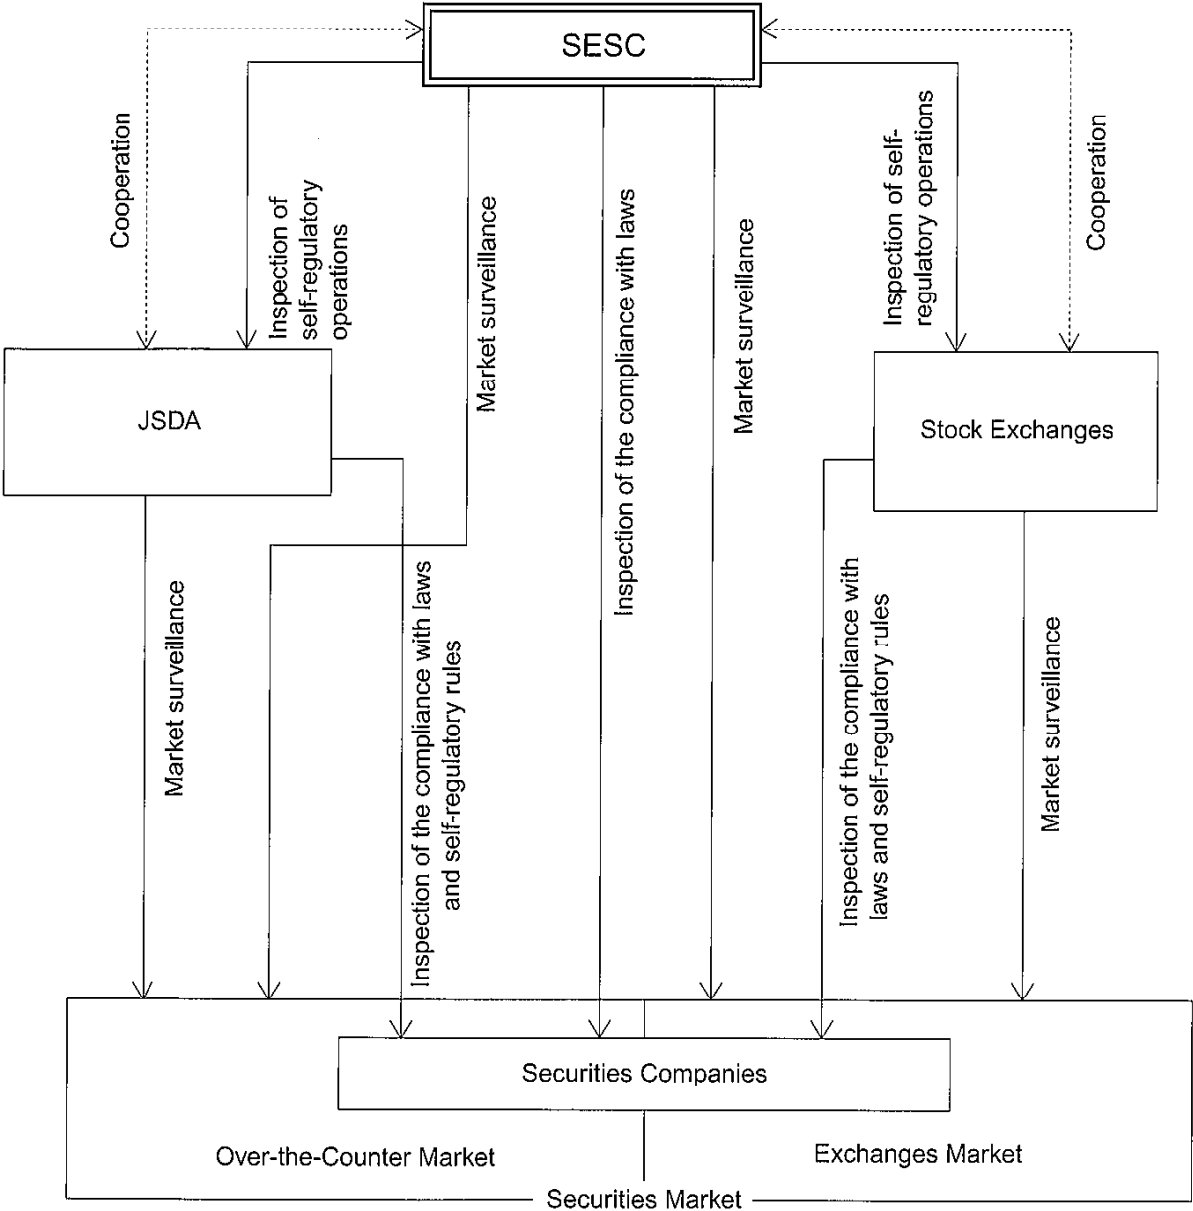 SESC
Cooperation
Inspection of
self-regulatory
operations
Market surveillance
Inspection of the compliance with laws
Market surveillance
Inspection of self-
regulatory operations
Cooperation
JSDA
Stock Exchanges
Market surveillance
Inspection of the compliance with laws
and self-regulatory rules
Inspection of the compliance with
laws and self-regulatory rules
Market surveillance
Securities Companies
Over-the-Counter Market
Exchanges Market
Securities Market